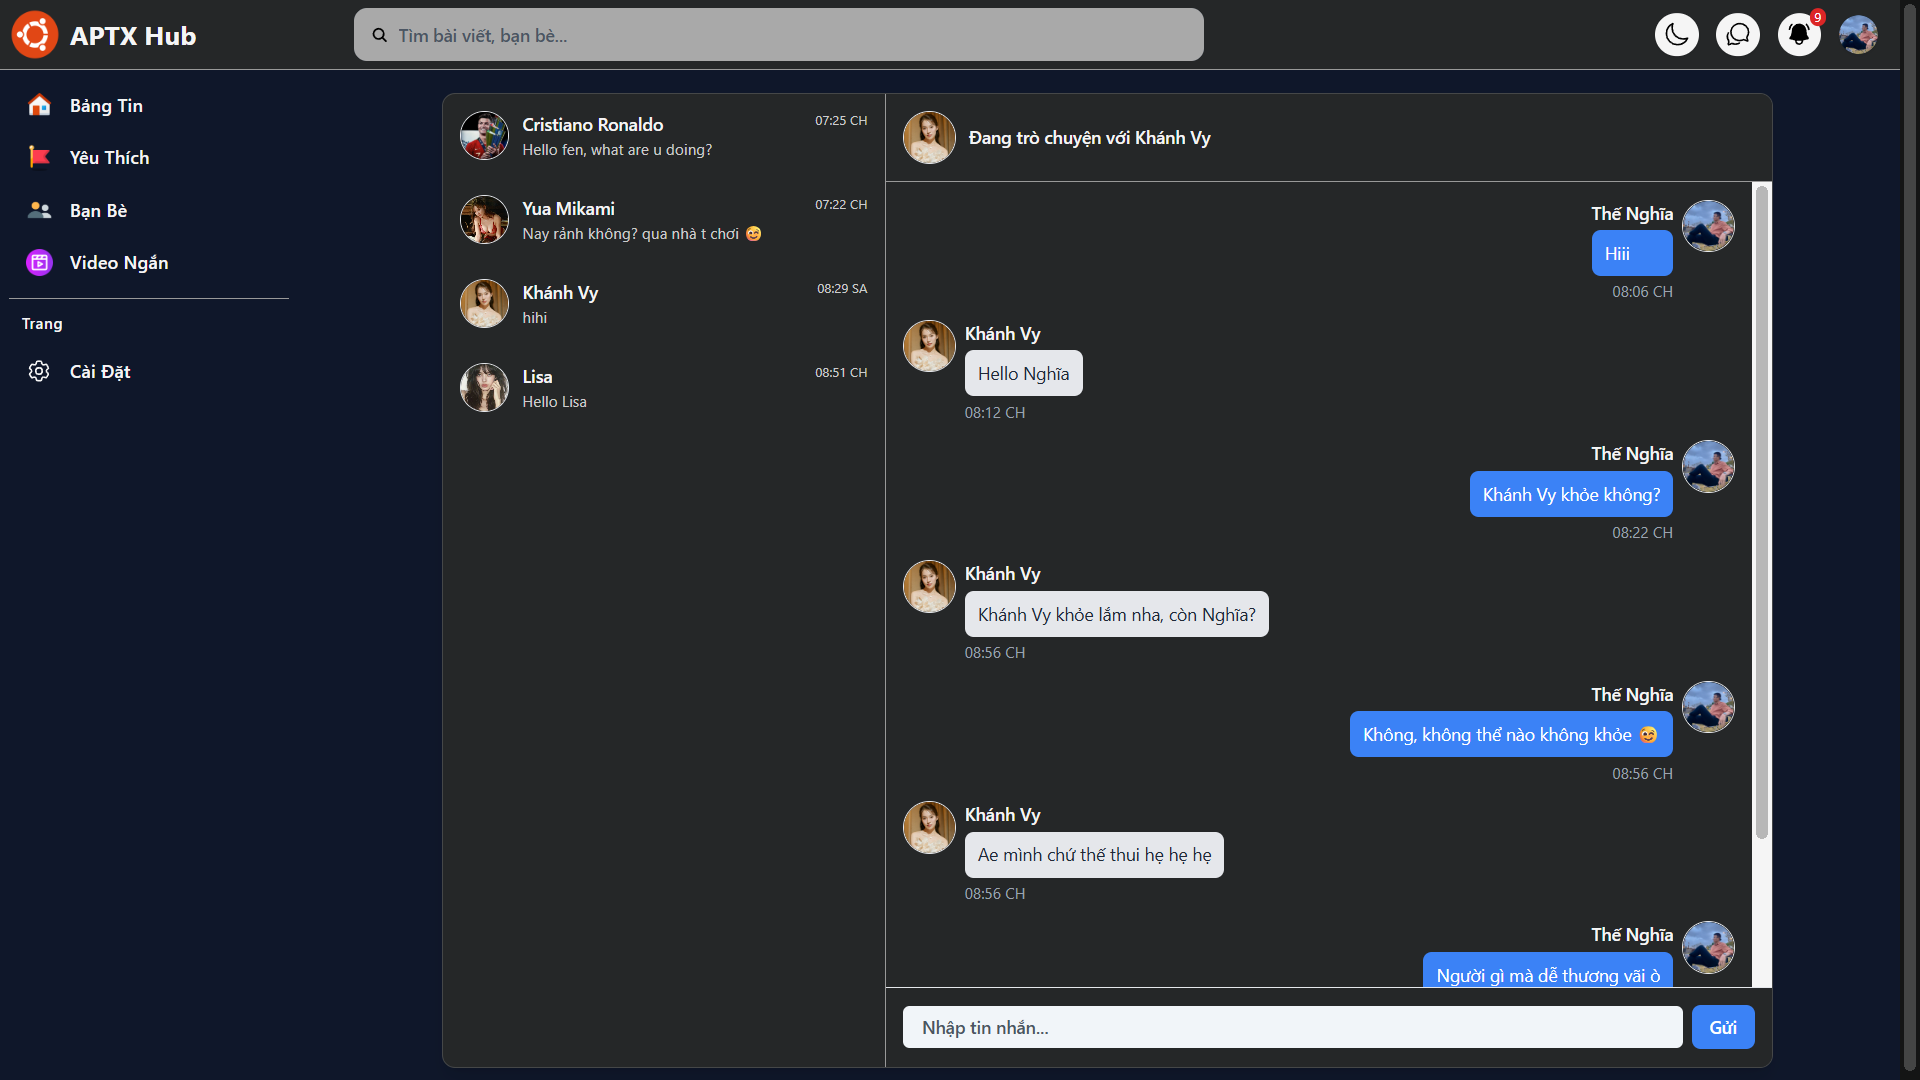 APTX Hub
Tìm bài viết, bạn bè...
9
Bảng Tin
Yêu Thích
Bạn Bè
Video Ngắn
Trang
Cài Đặt
Cristiano Ronaldo
07:25 CH
Hello fen, what are u doing?
Yua Mikami
07:22 CH
Nay rảnh không? qua nhà t chơi 😋
Khánh Vy
08:29 SA
hihi
Lisa
08:51 CH
Hello Lisa
Đang trò chuyện với Khánh Vy
Thế Nghĩa
Hiii
08:06 CH
Khánh Vy
Hello Nghĩa
08:12 CH
Thế Nghĩa
Khánh Vy khỏe không?
08:22 CH
Khánh Vy
Khánh Vy khỏe lắm nha, còn Nghĩa?
08:56 CH
Thế Nghĩa
Không, không thể nào không khỏe 😋
08:56 CH
Khánh Vy
Ae mình chứ thế thui hẹ hẹ hẹ
08:56 CH
Thế Nghĩa
Người gì mà dễ thương vãi ò
Nhập tin nhắn...
Gửi